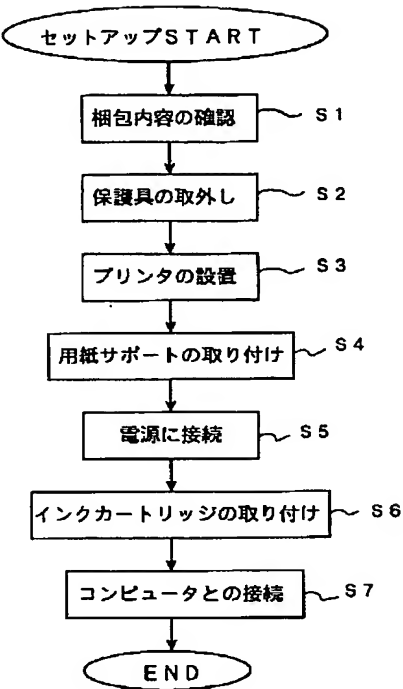 セットアップSTART
梱包内容の確認 S1
保護具の取外し S2
プリンタの設置 S3
用紙サポートの取り付け S4
電源に接続 S5
インクカートリッジの取り付け S6
コンピュータとの接続 S7
END